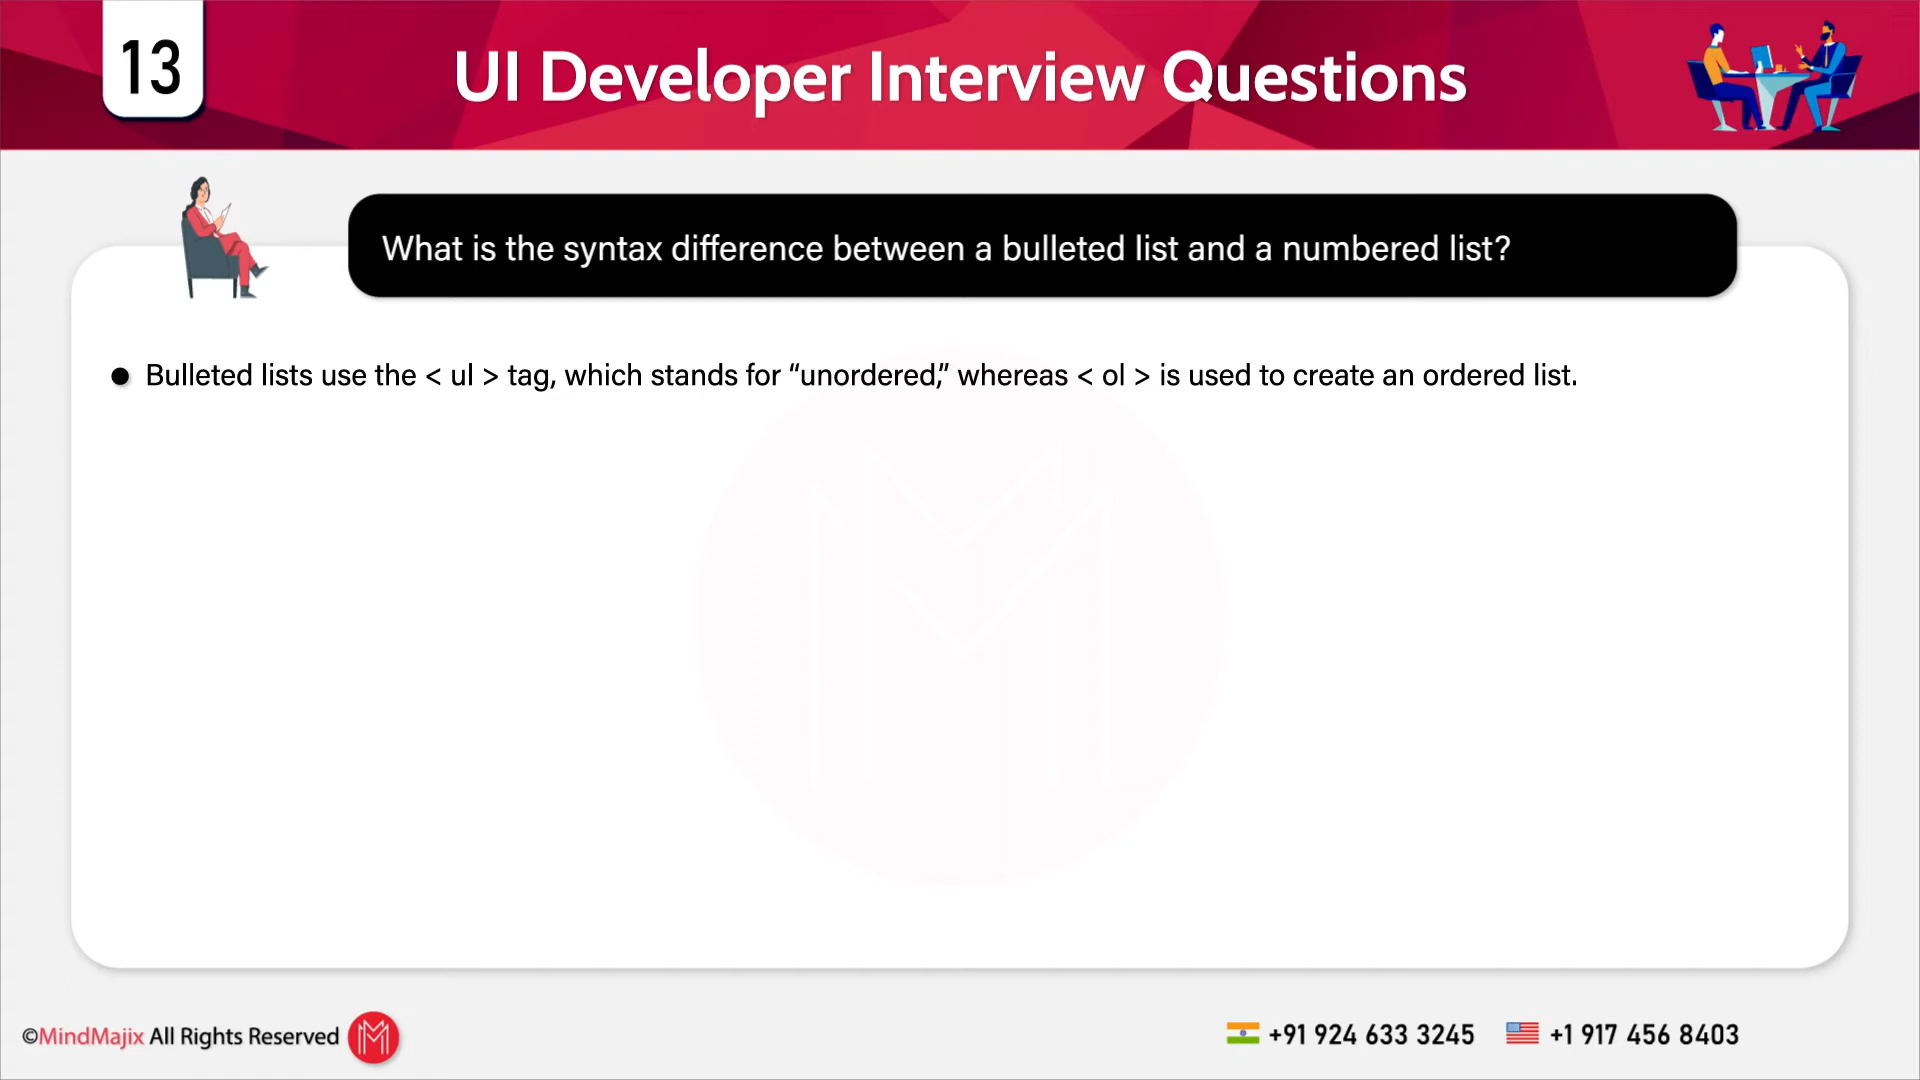 13
UI Developer Interview Questions
What is the syntax difference between a bulleted list and a numbered list?
● Bulleted lists use the < ul > tag, which stands for “unordered,” whereas < ol > is used to create an ordered list.
©MindMajix All Rights Reserved
+91 924 633 3245
+1 917 456 8403